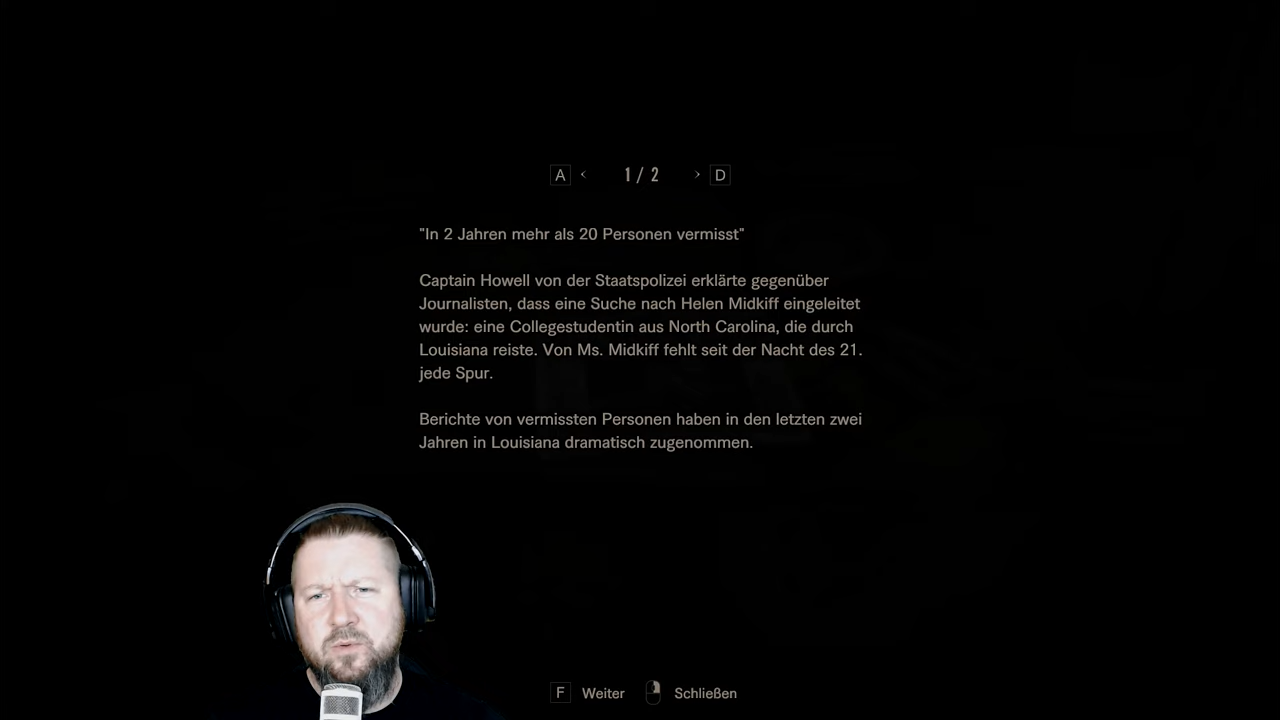 A < 1 / 2 > D
"In 2 Jahren mehr als 20 Personen vermisst"
Captain Howell von der Staatspolizei erklärte gegenüber
Journalisten, dass eine Suche nach Helen Midkiff eingeleitet
wurde: eine Collegestudentin aus North Carolina, die durch
Louisiana reiste. Von Ms. Midkiff fehlt seit der Nacht des 21.
jede Spur.
Berichte von vermissten Personen haben in den letzten zwei
Jahren in Louisiana dramatisch zugenommen.
F Weiter Schließen